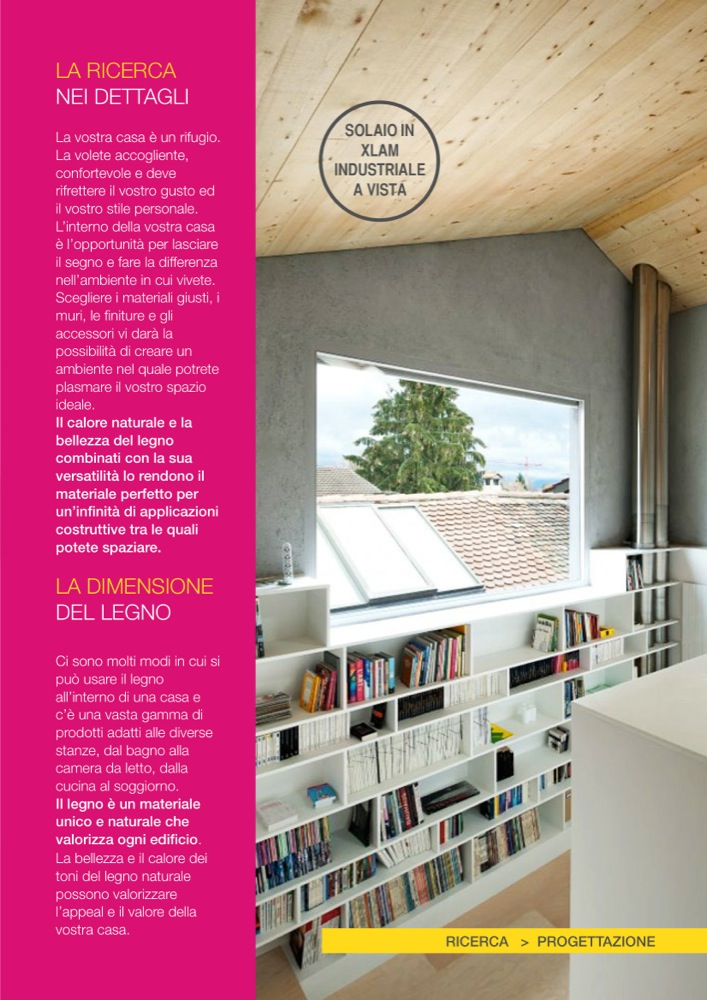 LA RICERCA
NEI DETTAGLI
La vostra casa è un rifugio.
La volete accogliente,
confortevole e deve
rifrettere il vostro gusto ed
il vostro stile personale.
L'interno della vostra casa
è l'opportunità per lasciare
il segno e fare la differenza
nell'ambiente in cui vivete.
Scegliere i materiali giusti, i
muri, le finiture e gli
accessori vi darà la
possibilità di creare un
ambiente nel quale potrete
plasmare il vostro spazio
ideale.
Il calore naturale e la
bellezza del legno
combinati con la sua
versatilità lo rendono il
materiale perfetto per
un'infinità di applicazioni
costruttive tra le quali
potete spaziare.
LA DIMENSIONE
DEL LEGNO
Ci sono molti modi in cui si
può usare il legno
all'interno di una casa e
c'è una vasta gamma di
prodotti adatti alle diverse
stanze, dal bagno alla
camera da letto, dalla
cucina al soggiorno.
Il legno è un materiale
unico e naturale che
valorizza ogni edificio.
La bellezza e il calore dei
toni del legno naturale
possono valorizzare
l'appeal e il valore della
vostra casa.
SOLAIO IN
XLAM
INDUSTRIALE
A VISTA
RICERCA > PROGETTAZIONE